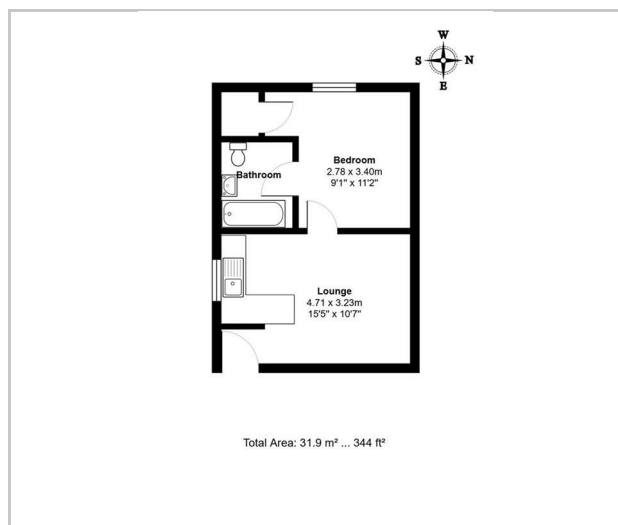 W
S N
E
Bedroom
2.78 x 3.40m
9'1" x 11'2"
Bathroom
Lounge
4.71 x 3.23m
15'5" x 10'7"
Total Area: 31.9 m² ... 344 ft²